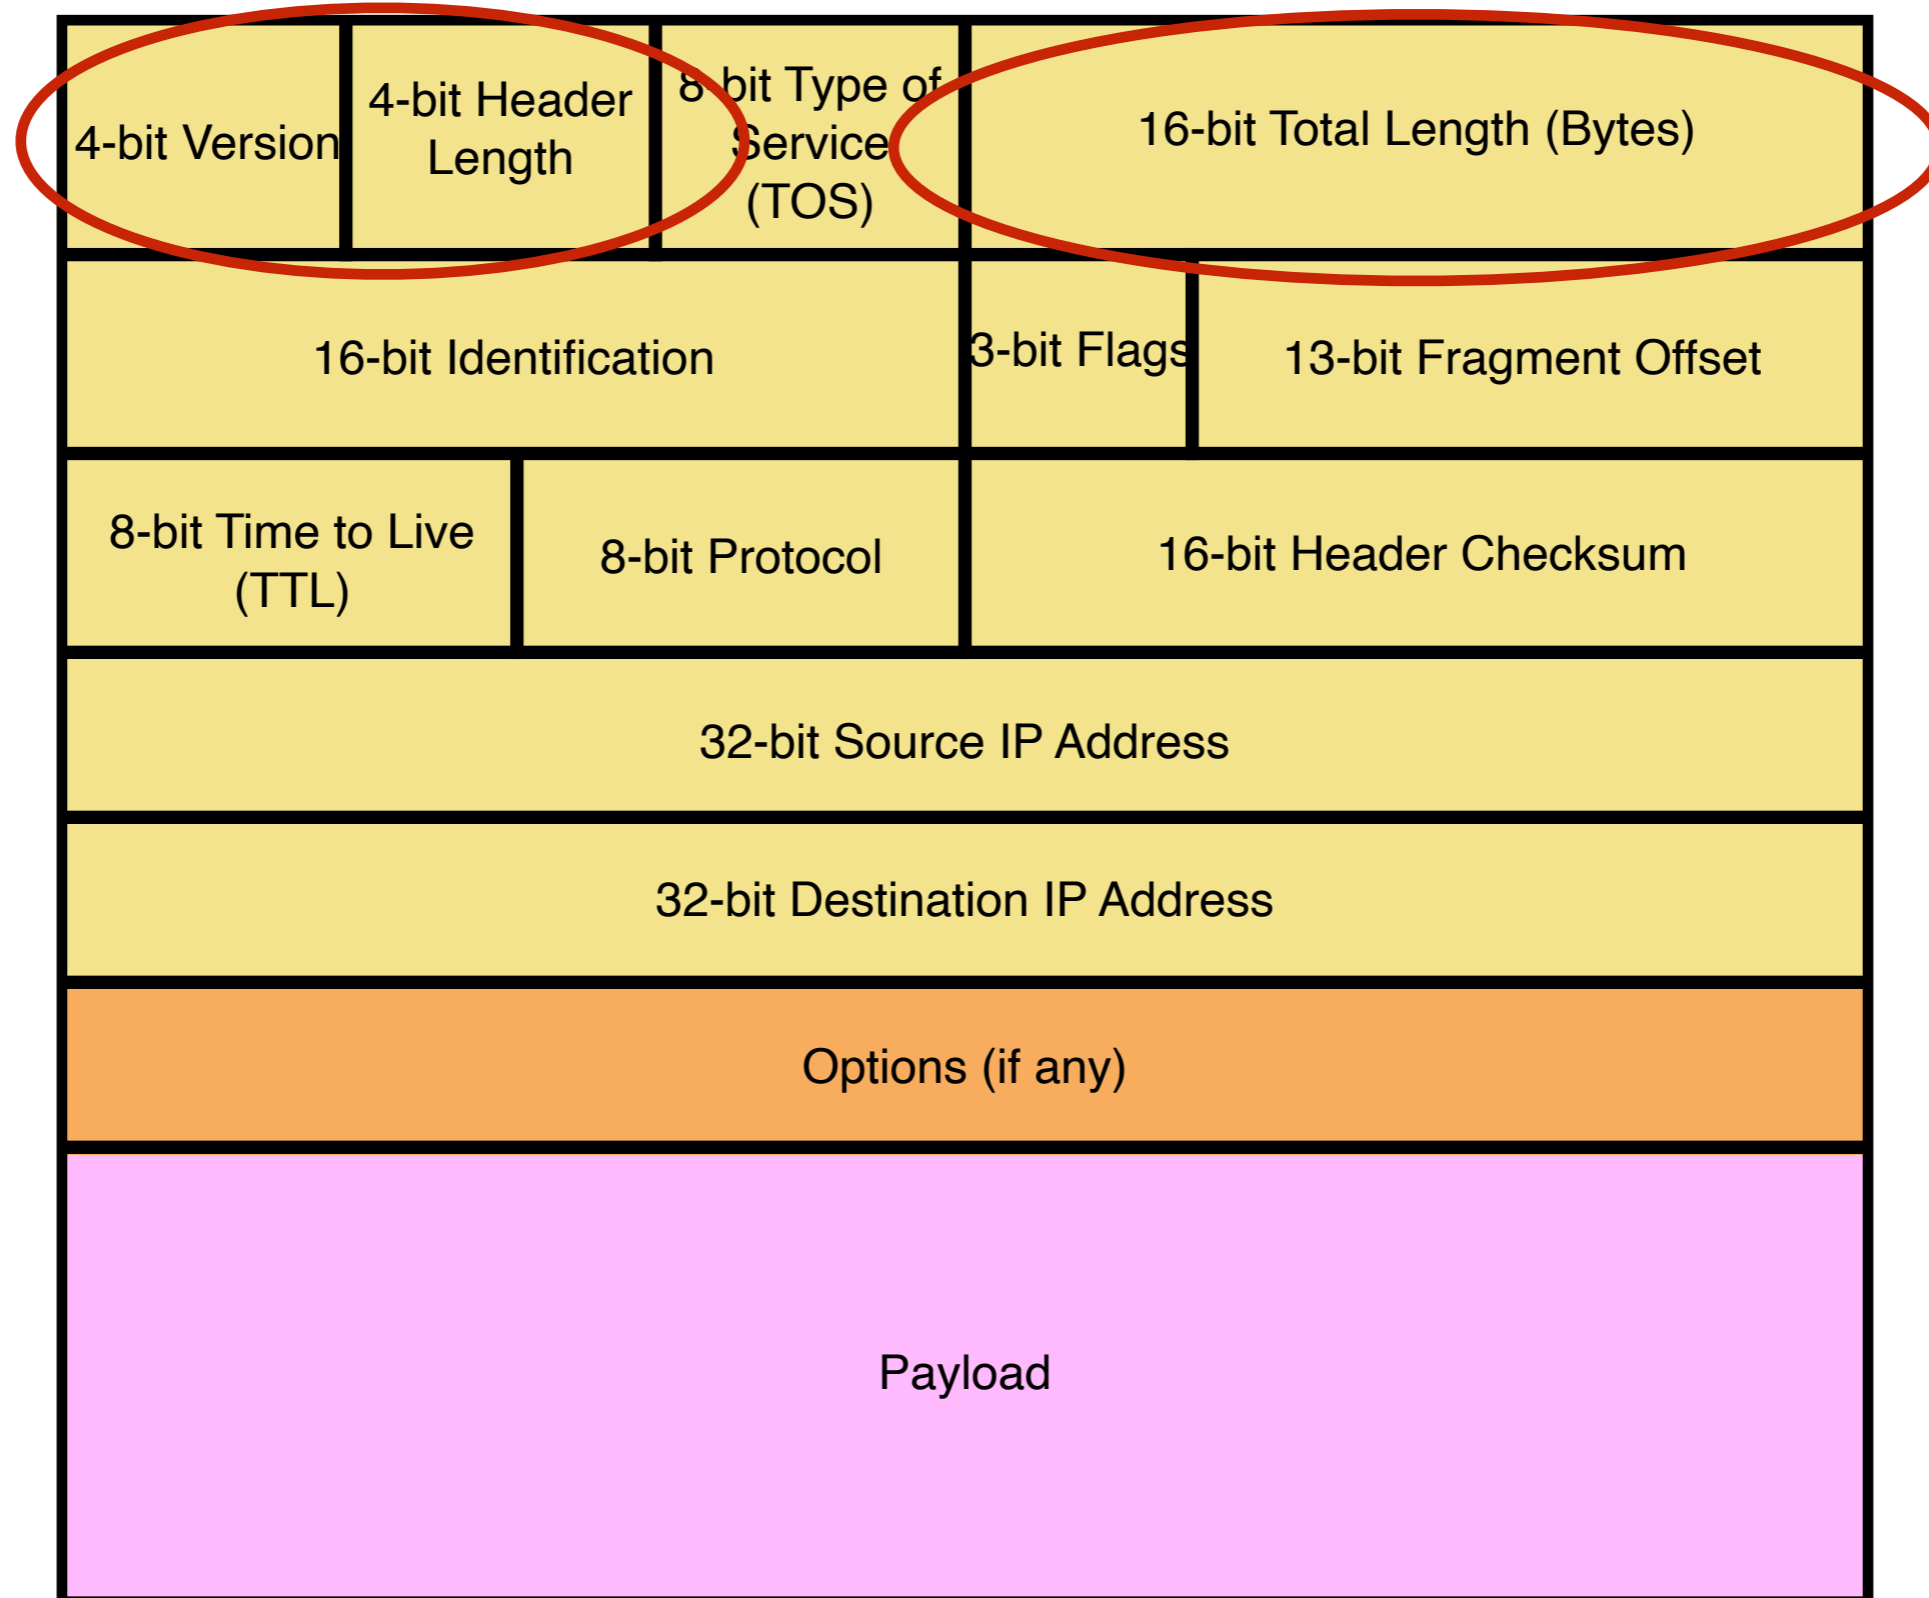 4-bit Version
4-bit Header
Length
8-bit Type of
Service
(TOS)
16-bit Total Length (Bytes)
16-bit Identification
3-bit Flags
13-bit Fragment Offset
8-bit Time to Live
(TTL)
8-bit Protocol
16-bit Header Checksum
32-bit Source IP Address
32-bit Destination IP Address
Options (if any)
Payload